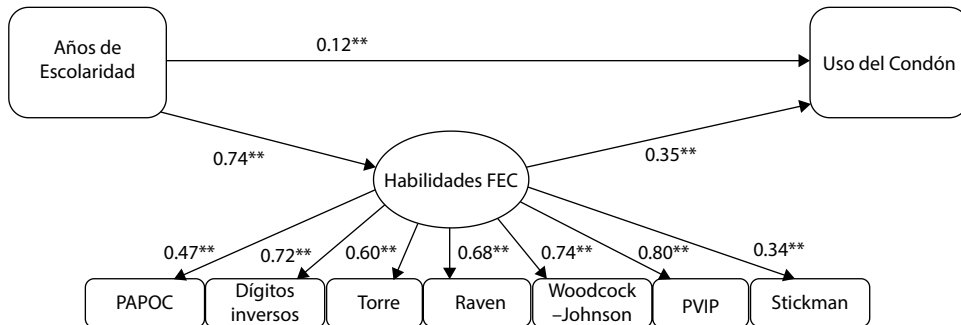 Años de
Escolaridad
0.12**
Uso del Condón
0.74**
0.35**
Habilidades FEC
0.47**
0.72**
0.60**
0.68**
0.74**
0.80**
0.34**
PAPOC
Dígitos
inversos
Torre
Raven
Woodcock
–Johnson
PVIP
Stickman